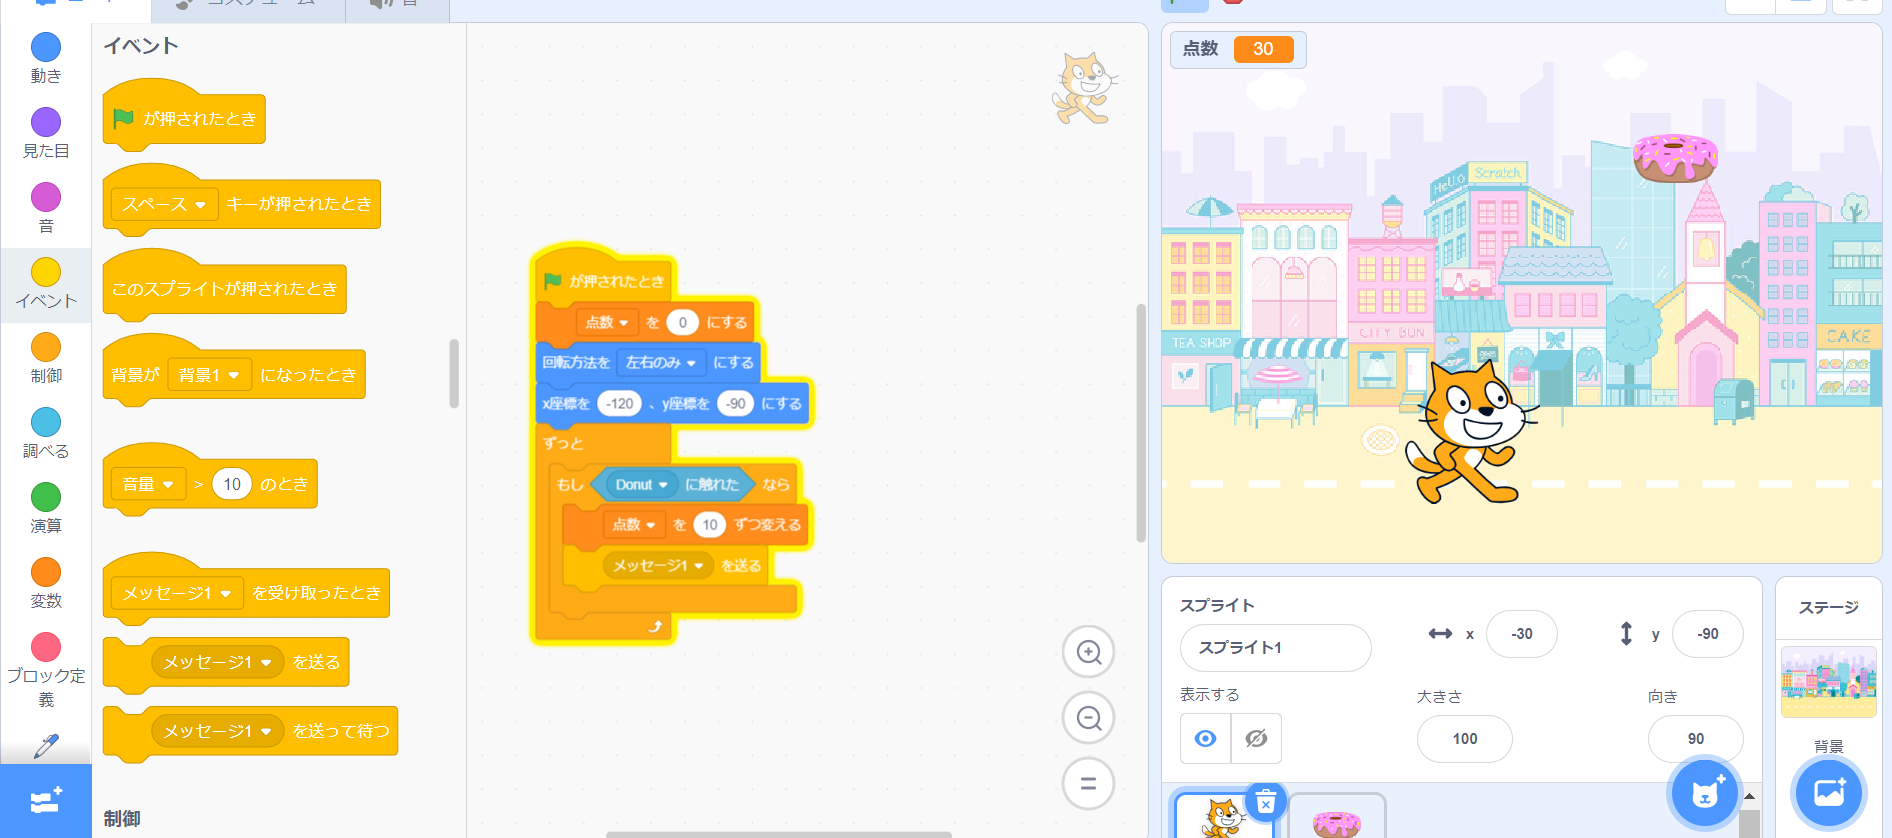 コスチューム
音
動き
見た目
音
イベント
制御
調べる
演算
変数
ブロック定
義
イベント
が押されたとき
スペース キーが押されたとき
このスプライトが押されたとき
背景が 背景1 になったとき
音量 > 10 のとき
メッセージ1 を受け取ったとき
メッセージ1 を送る
メッセージ1 を送って待つ
制御
が押されたとき
点数 を 0 にする
回転方法を 左右のみ にする
x座標を -120 、y座標を -90 にする
ずっと
もし Donut に触れた なら
点数 を 10 ずつ変える
メッセージ1 を送る
点数 30
Hello Scratch
CITY BUN
TEA SHOP
CAKE
スプライト
スプライト1
x -30
y -90
表示する
大きさ
向き
100
90
ステージ
背景